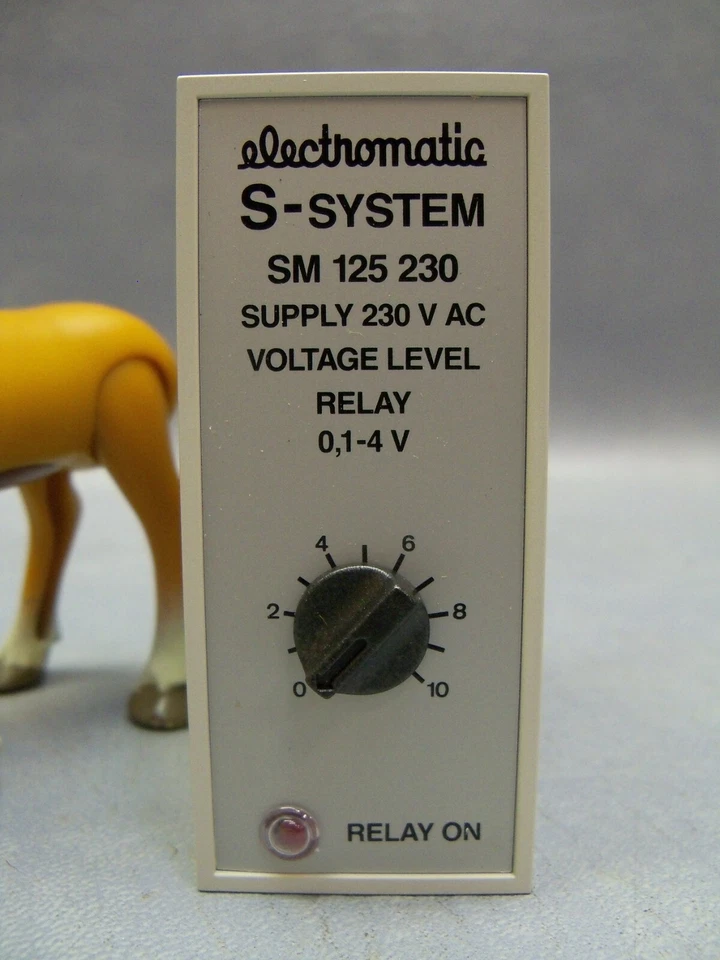 electromatic
S-SYSTEM
SM 125 230
SUPPLY 230 V AC
VOLTAGE LEVEL
RELAY
0,1-4 V
4 6
2 8
0 10
RELAY ON